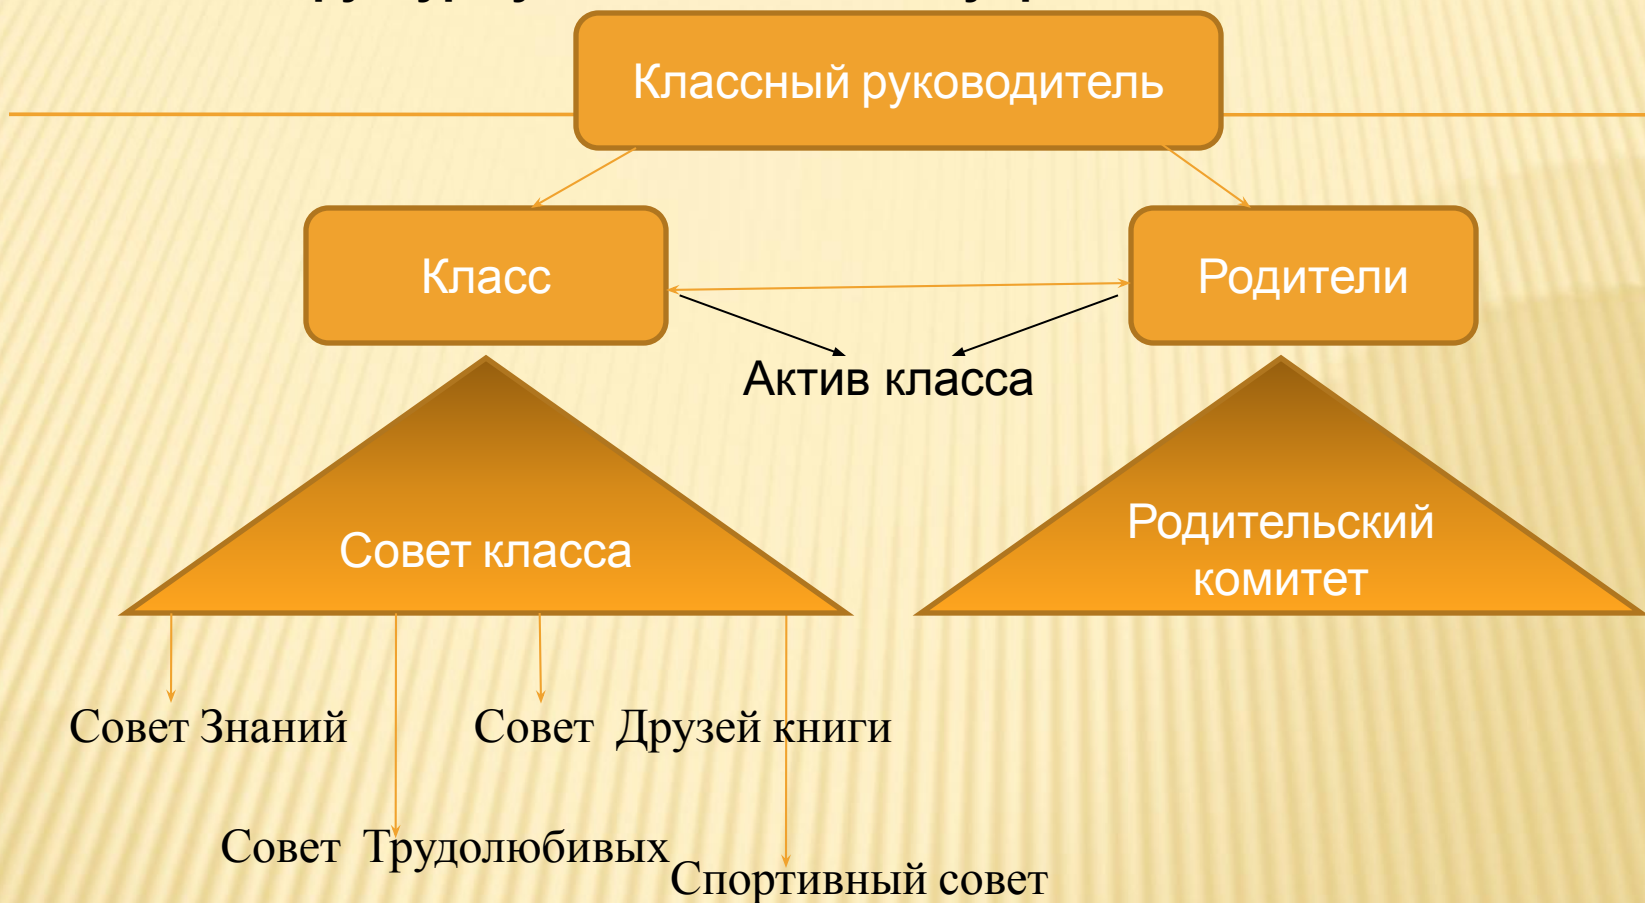 Классный руководитель
Класс
Родители
Актив класса
Совет класса
Родительский
комитет
Совет Знаний
Совет Друзей книги
Совет Трудолюбивых
Спортивный совет